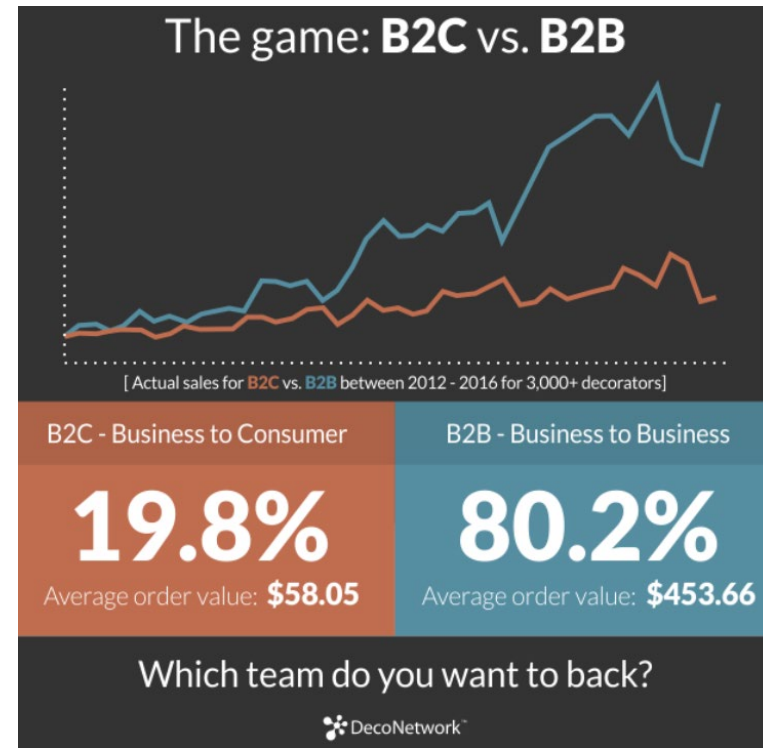 The game: B2C vs. B2B
[ Actual sales for B2C vs. B2B between 2012 - 2016 for 3,000+ decorators]
B2C - Business to Consumer
19.8%
Average order value: $58.05
B2B - Business to Business
80.2%
Average order value: $453.66
Which team do you want to back?
DecoNetwork™